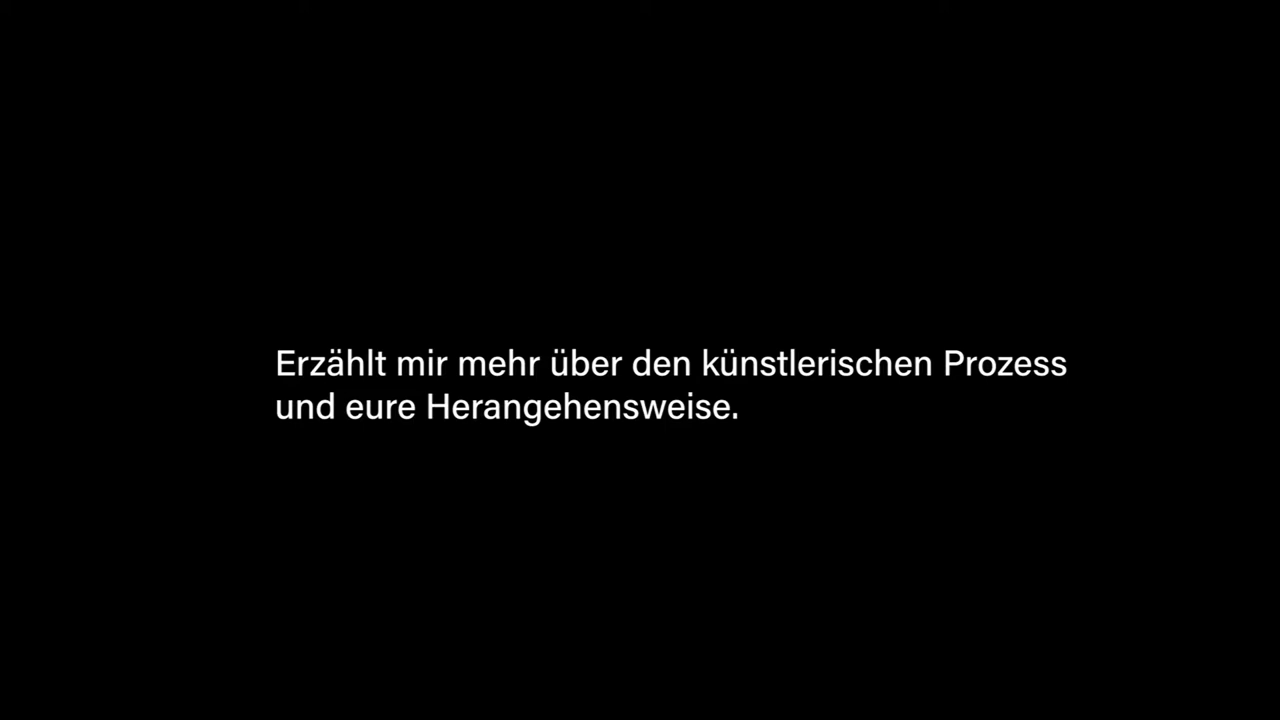 Erzählt mir mehr über den künstlerischen Prozess
und eure Herangehensweise.